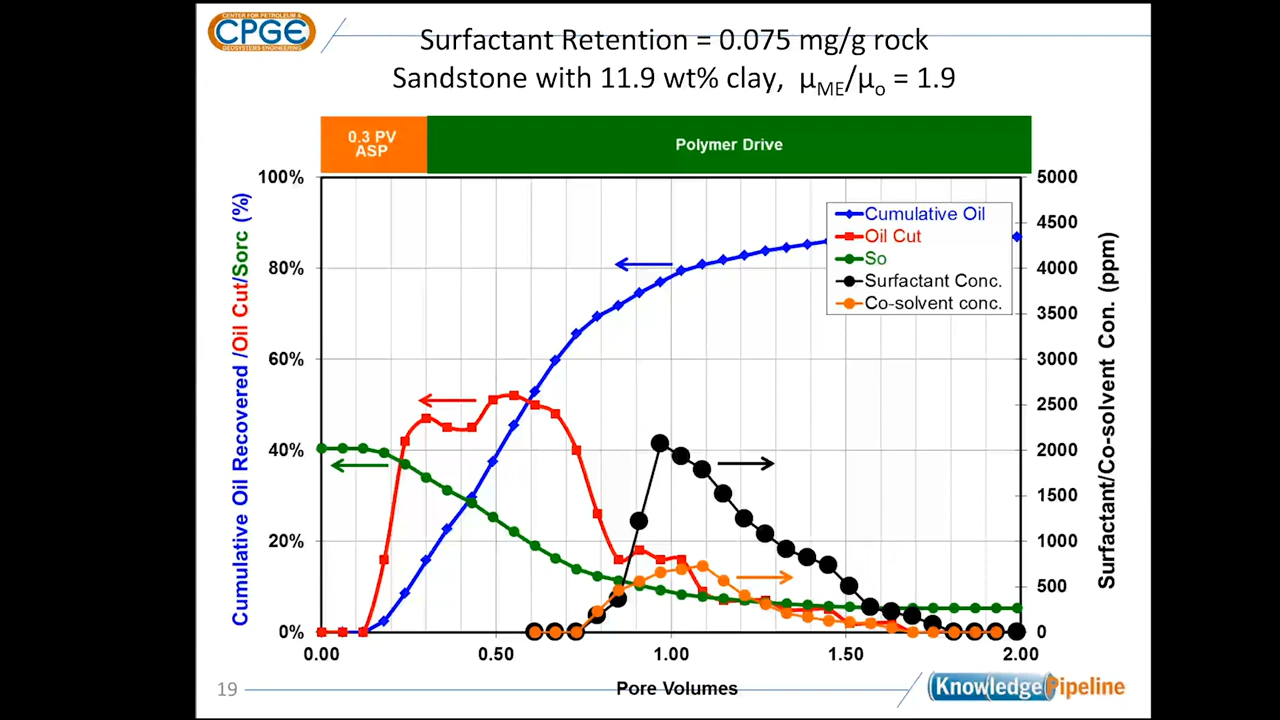 CENTER FOR PETROLEUM &
CPGE
GEOSYSTEMS ENGINEERING
Surfactant Retention = 0.075 mg/g rock
Sandstone with 11.9 wt% clay, μME/μo = 1.9
0.3 PV
ASP
Polymer Drive
100%
80%
60%
40%
20%
0%
Cumulative Oil Recovered /Oil Cut/Sorc (%)
5000
4500
4000
3500
3000
2500
2000
1500
1000
500
0
Surfactant/Co-solvent Con. (ppm)
Cumulative Oil
Oil Cut
So
Surfactant Conc.
Co-solvent conc.
0.00
0.50
1.00
1.50
2.00
Pore Volumes
19
Knowledge Pipeline